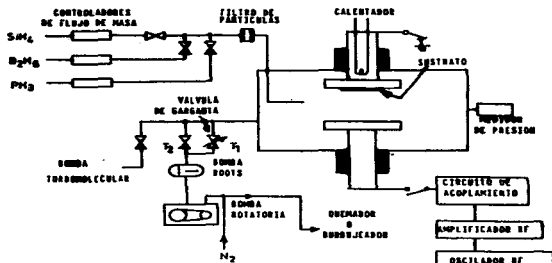 CONTROLADORES
DE FLUJO DE MASA
FILTRO DE
PARTICULAS
CALENTADOR
SiH4
B2H6
PH3
SUSTRATO
VALVULA
DE GARGANTA
MEDIDOR
DE PRESION
T2
T1
BOMBA
TURBOMOLECULAR
BOMBA
ROOTS
BOMBA
ROTATORIA
QUEMADOR
O
BURBUJEADOR
N2
CIRCUITO DE
ACOPLAMIENTO
AMPLIFICADOR RF
OSCILADOR RF